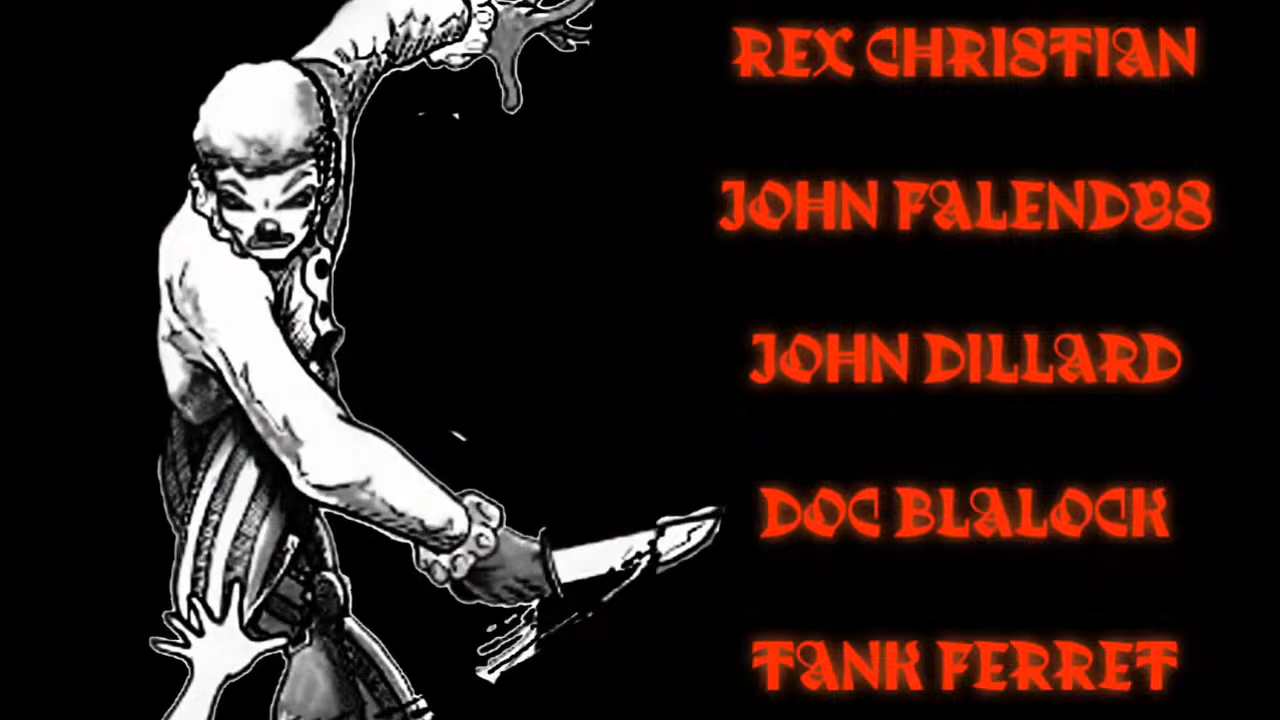 REX CHRISTIAN
JOHN FALENDYS
JOHN DILLARD
DOC BLALOCK
TANK FERRET